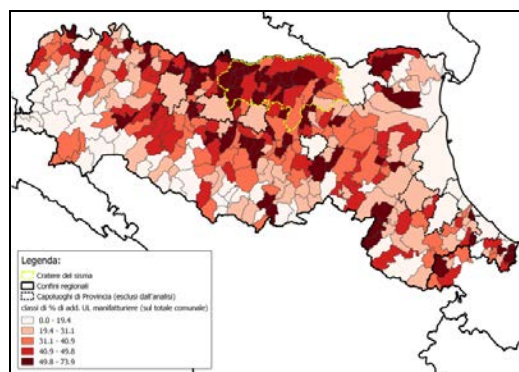 Legenda:
Cratere del sisma
Confini regionali
Capoluoghi di Provincia (esclusi dall'analisi)
classi di % di add. UL manifatturiere (sul totale comunale)
0.0 - 19.4
19.4 - 31.1
31.1 - 40.9
40.9 - 49.8
49.8 - 73.9